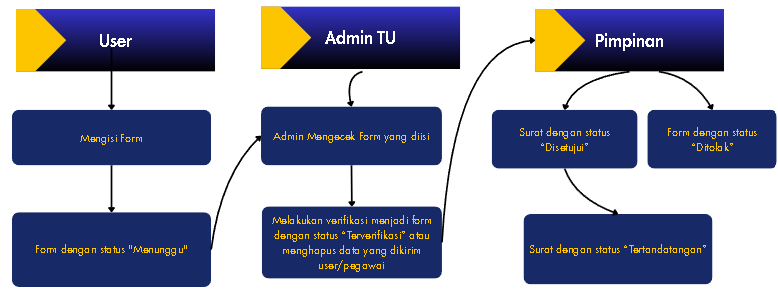 User
Mengisi Form
Form dengan status "Menunggu"
Admin TU
Admin Mengecek Form yang diisi
Melakukan verifikasi menjadi form
dengan status “Terverifikasi” atau
menghapus data yang dikirim
user/pegawai
Pimpinan
Surat dengan status
“Disetujui”
Form dengan status
“Ditolak”
Surat dengan status “Tertandatangan”